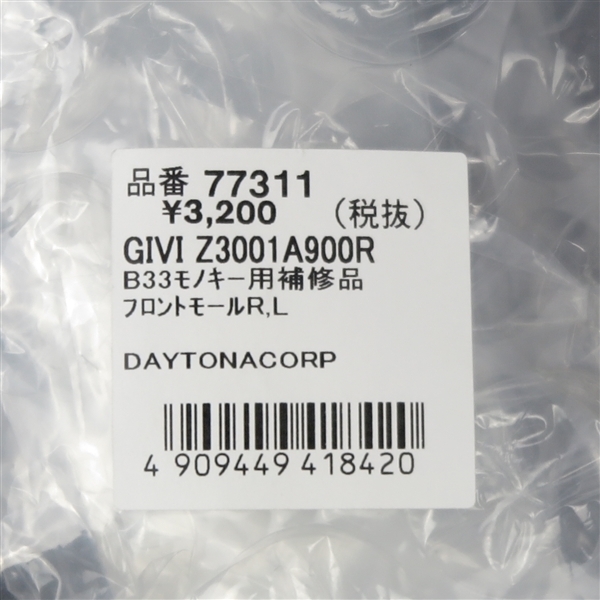 品番 77311
¥3,200 (税抜)
GIVI Z3001A900R
B33モノキー用補修品
フロントモールR,L
DAYTONACORP
4 909449 418420